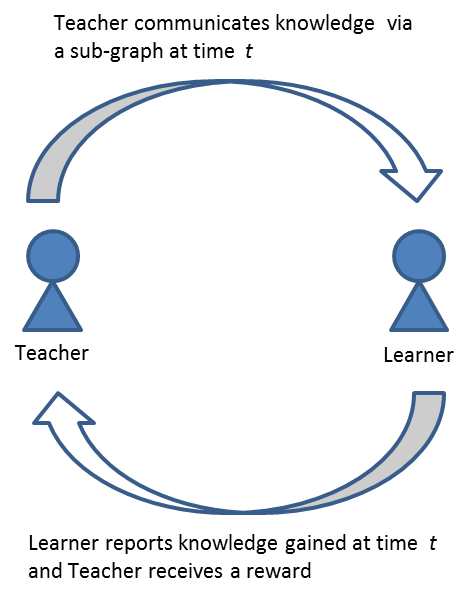 Teacher communicates knowledge via
a sub-graph at time t
Teacher
Learner
Learner reports knowledge gained at time t
and Teacher receives a reward